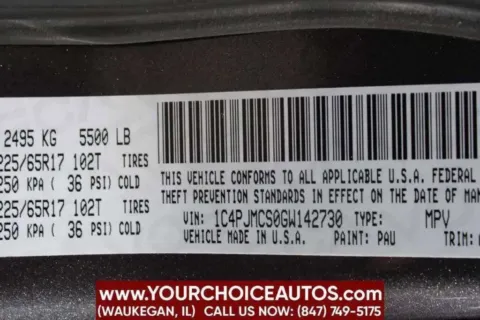 2495 KG 5500 LB
225/65R17 102T TIRES
250 KPA ( 36 PSI) COLD
225/65R17 102T TIRES
250 KPA ( 36 PSI) COLD
THIS VEHICLE CONFORMS TO ALL APPLICABLE U.S.A. FEDERAL
THEFT PREVENTION STANDARDS IN EFFECT ON THE DATE OF MAN
VIN: 1C4PJMCS0GW142730 TYPE: MPV
VEHICLE MADE IN U.S.A. PAINT: PAU TRIM:
WWW.YOURCHOICEAUTOS.COM
(WAUKEGAN, IL) CALL US NOW: (847) 749-5175